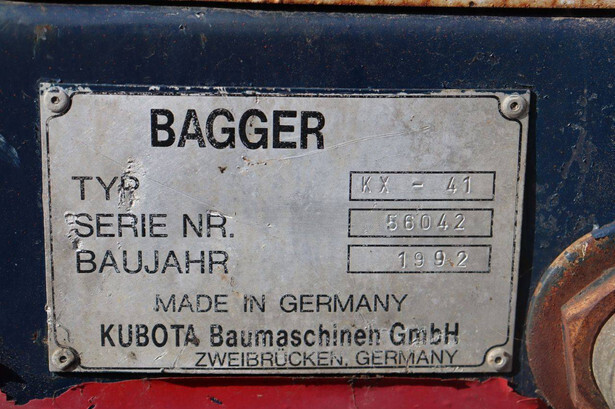 BAGGER
TYP KX - 41
SERIE NR. 56042
BAUJAHR 1992
MADE IN GERMANY
KUBOTA Baumaschinen GmbH
ZWEIBRÜCKEN, GERMANY